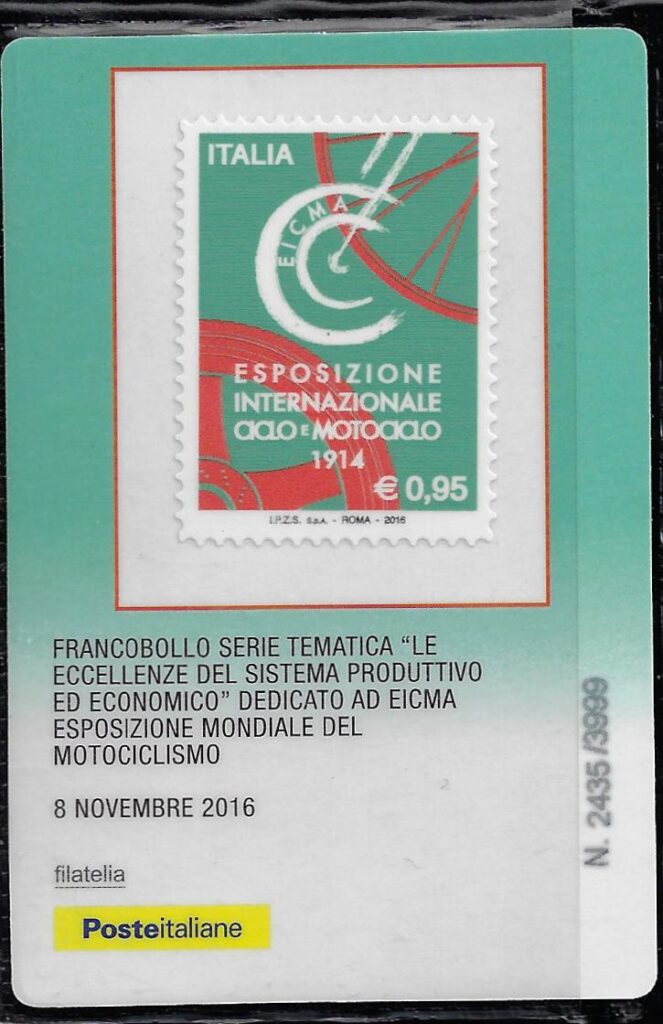 ITALIA
EICMA
ESPOSIZIONE
INTERNAZIONALE
CICLO E MOTOCICLO
1914
€ 0,95
I.P.Z.S. S.p.A. - ROMA - 2016
FRANCOBOLLO SERIE TEMATICA “LE
ECCELLENZE DEL SISTEMA PRODUTTIVO
ED ECONOMICO” DEDICATO AD EICMA
ESPOSIZIONE MONDIALE DEL
MOTOCICLISMO
8 NOVEMBRE 2016
filatelia
Posteitaliane
N. 2435/3999